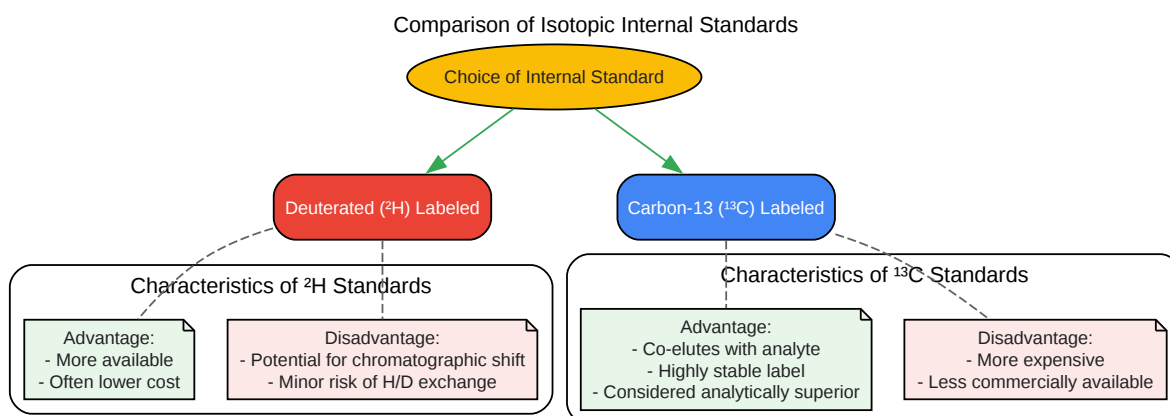 Comparison of Isotopic Internal Standards
Choice of Internal Standard
Deuterated (²H) Labeled
Carbon-13 (¹³C) Labeled
Characteristics of ²H Standards
Advantage:
- More available
- Often lower cost
Disadvantage:
- Potential for chromatographic shift
- Minor risk of H/D exchange
Characteristics of ¹³C Standards
Advantage:
- Co-elutes with analyte
- Highly stable label
- Considered analytically superior
Disadvantage:
- More expensive
- Less commercially available